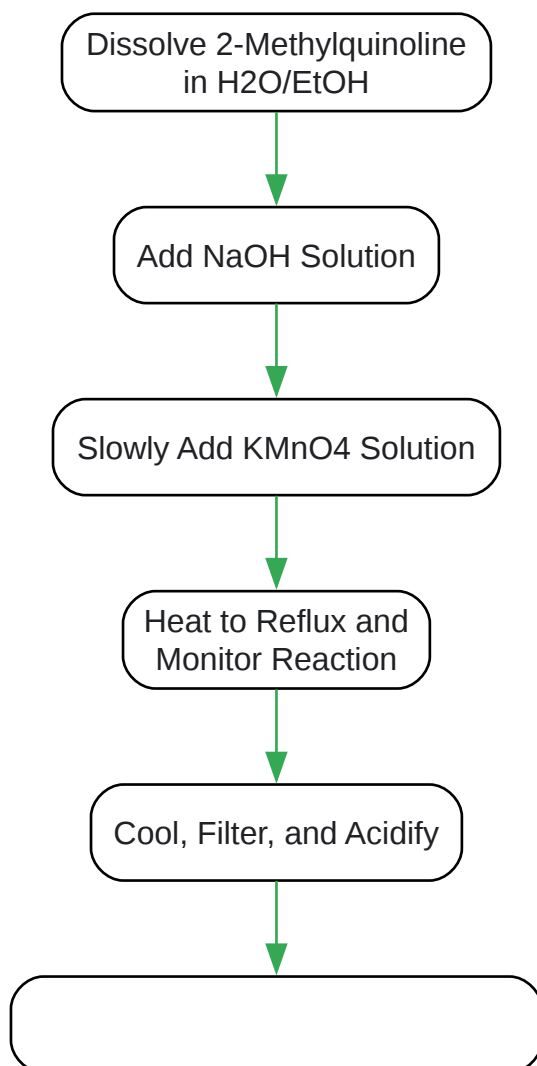 Dissolve 2-Methylquinoline
in H2O/EtOH
Add NaOH Solution
Slowly Add KMnO4 Solution
Heat to Reflux and
Monitor Reaction
Cool, Filter, and Acidify